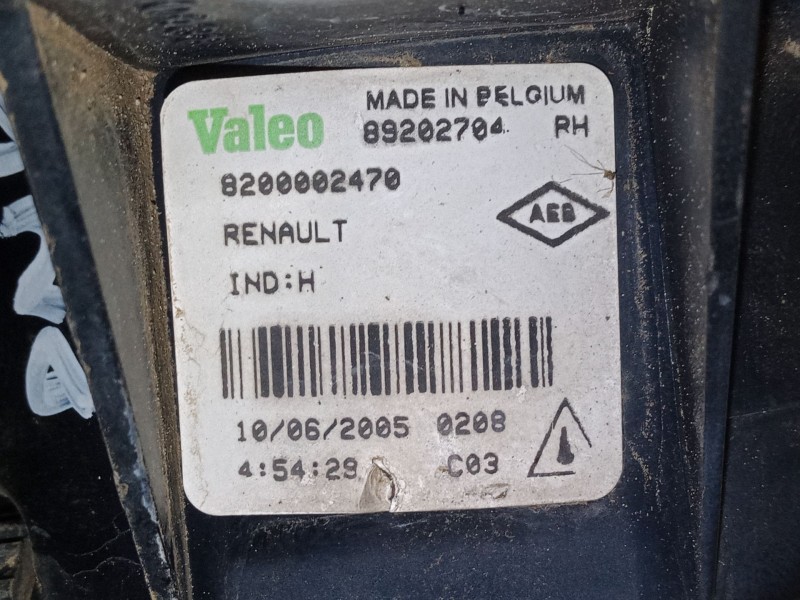 Valeo MADE IN BELGIUM
89202704 RH
8200002470
AEB
RENAULT
IND:H
10/06/2005 0208
4:54:29 C03